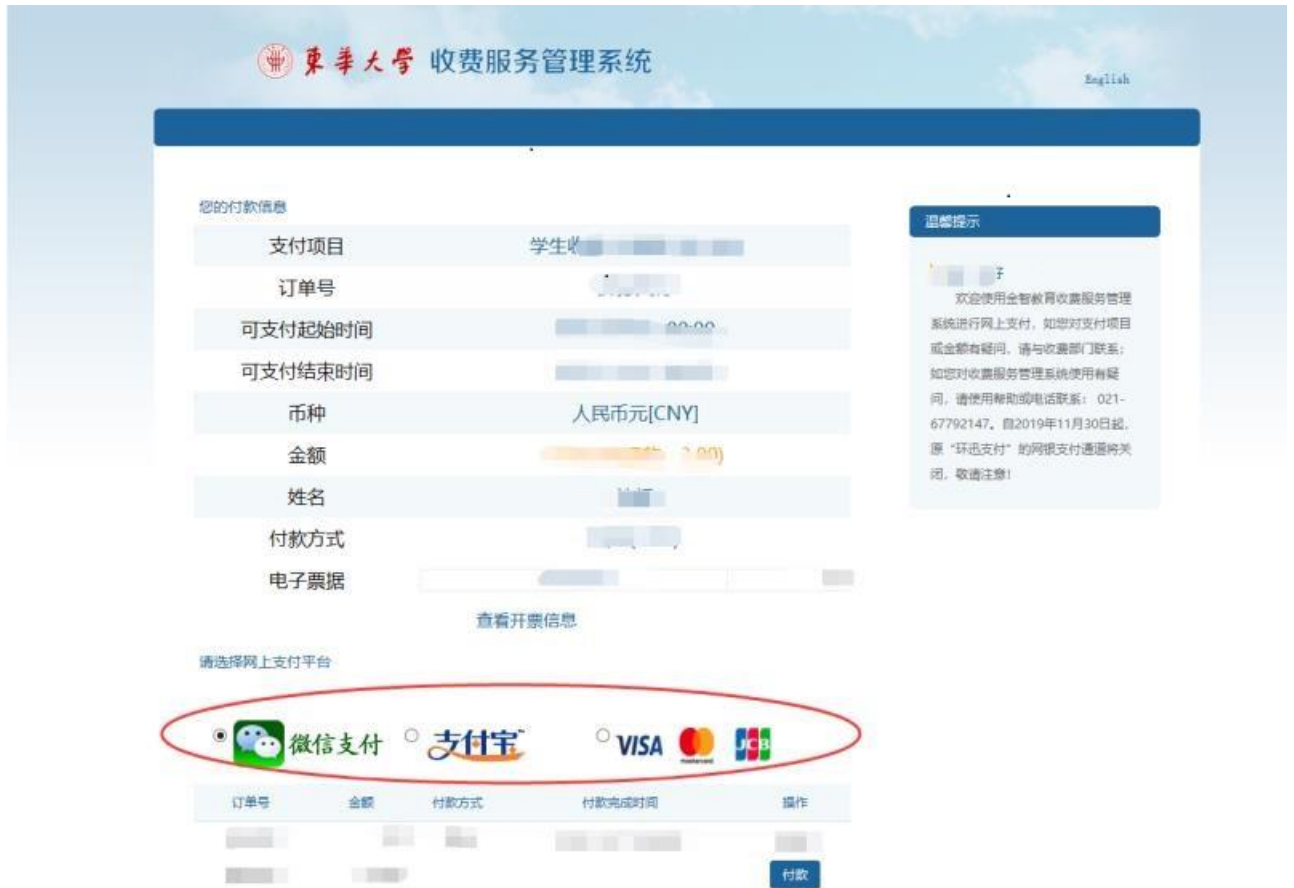 東華大学 收费服务管理系统
English
您的付款信息
支付项目 学生
订单号
可支付起始时间 00:00
可支付结束时间
币种 人民币元[CNY]
金额
姓名
付款方式
电子票据
查看开票信息
请选择网上支付平台
微信支付 支付宝 VISA mastercard JCB
订单号 金额 付款方式 付款完成时间 操作
付款
温馨提示
欢迎使用金智教育收费服务管理
系统进行网上支付，如您对支付项目
或金额有疑问，请与收费部门联系；
如您对收费服务管理系统使用有疑
问，请使用帮助或电话联系： 021-
67792147。自2019年11月30日起，
原“环迅支付”的网银支付通道将关
闭，敬请注意！